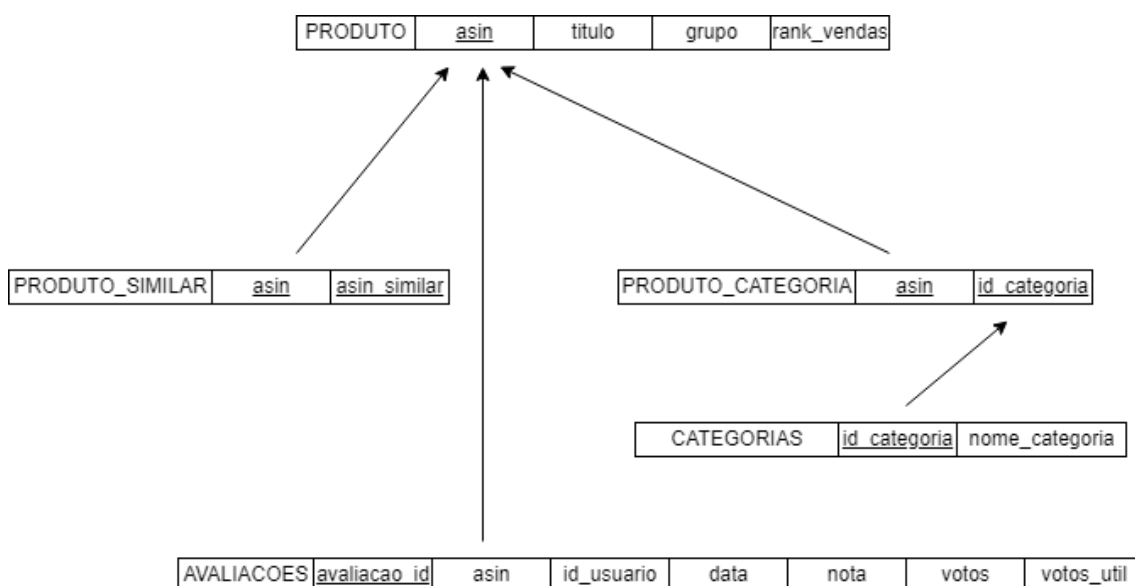 PRODUTO asin titulo grupo rank_vendas
PRODUTO_SIMILAR asin asin_similar
PRODUTO_CATEGORIA asin id_categoria
CATEGORIAS id_categoria nome_categoria
AVALIACOES avaliacao_id asin id_usuario data nota votos votos_util